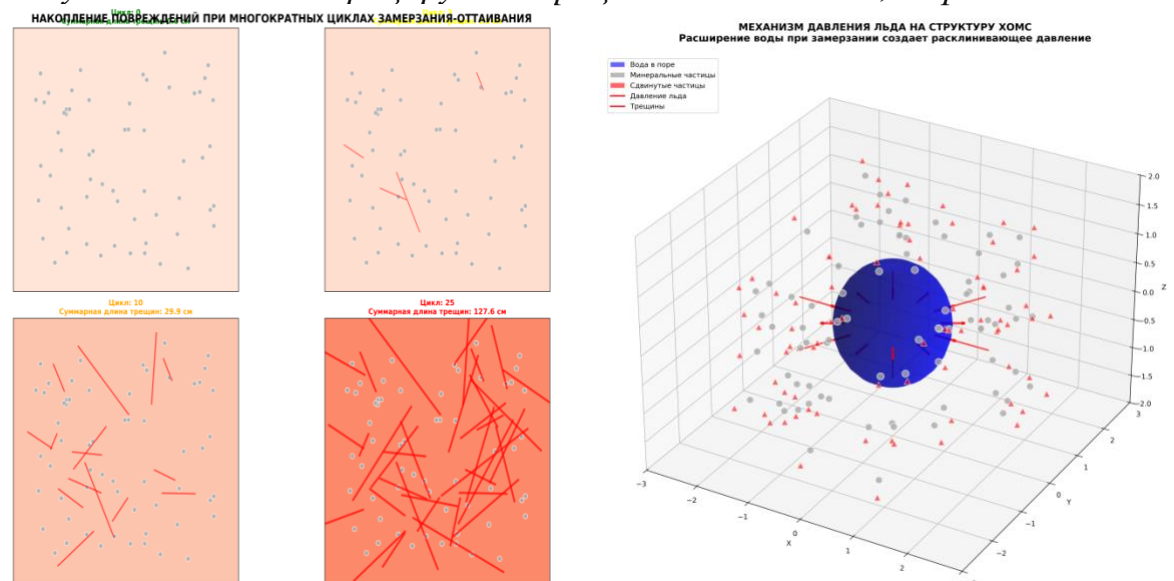 НАКОПЛЕНИЕ ПОВРЕЖДЕНИЙ ПРИ МНОГОКРАТНЫХ ЦИКЛАХ ЗАМЕРЗАНИЯ-ОТТАИВАНИЯ
Цикл: 0
Цикл: 10
Суммарная длина трещин: 29.9 см
Цикл: 25
Суммарная длина трещин: 127.6 см
МЕХАНИЗМ ДАВЛЕНИЯ ЛЬДА НА СТРУКТУРУ ХОМС
Расширение воды при замерзании создает расклинивающее давление
Вода в поре
Минеральные частицы
Сдвинутые частицы
Давление льда
Трещины
2.0
1.5
1.0
0.5
0.0
Z
−0.5
−1.0
−1.5
−2.0
3
2
1
0
Y
−1
−2
−3
−2
−1
0
X
1
2